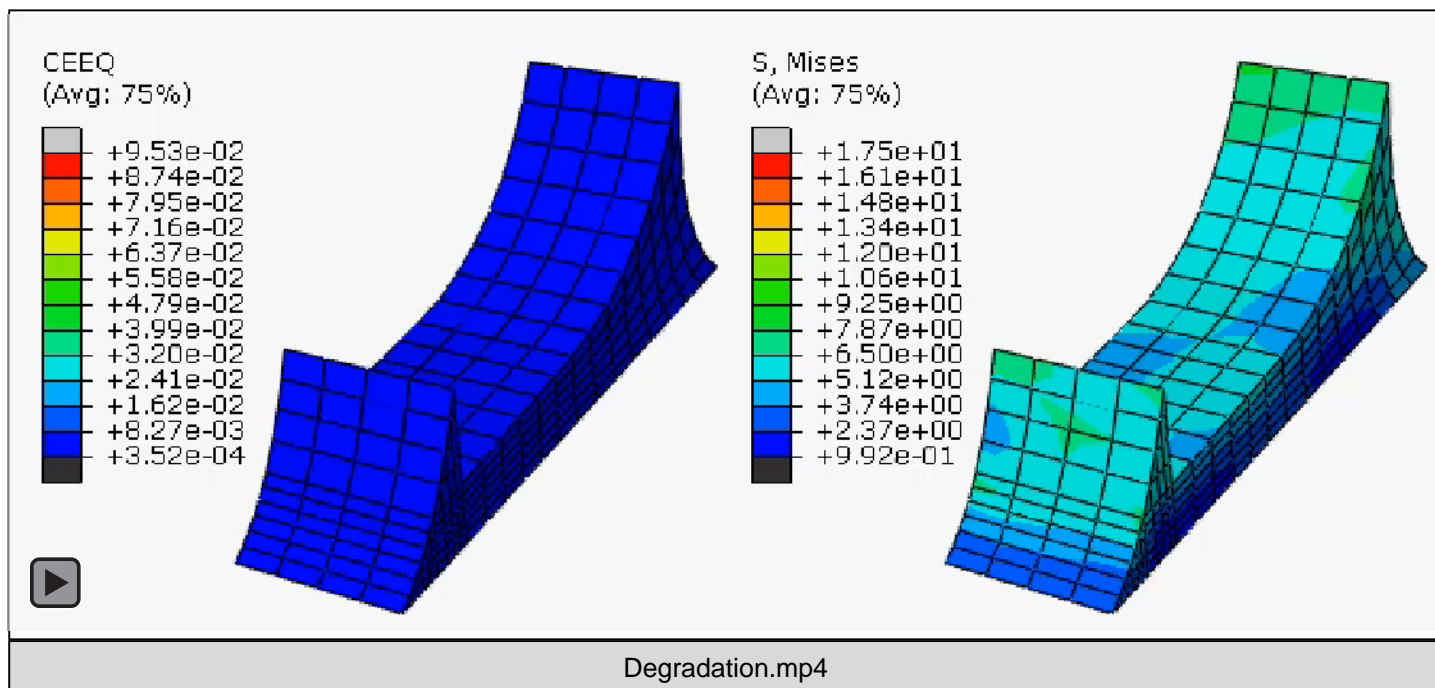 CEEQ
(Avg: 75%)
+9.53e-02
+8.74e-02
+7.95e-02
+7.16e-02
+6.37e-02
+5.58e-02
+4.79e-02
+3.99e-02
+3.20e-02
+2.41e-02
+1.62e-02
+8.27e-03
+3.52e-04
S, Mises
(Avg: 75%)
+1.75e+01
+1.61e+01
+1.48e+01
+1.34e+01
+1.20e+01
+1.06e+01
+9.25e+00
+7.87e+00
+6.50e+00
+5.12e+00
+3.74e+00
+2.37e+00
+9.92e-01
Degradation.mp4